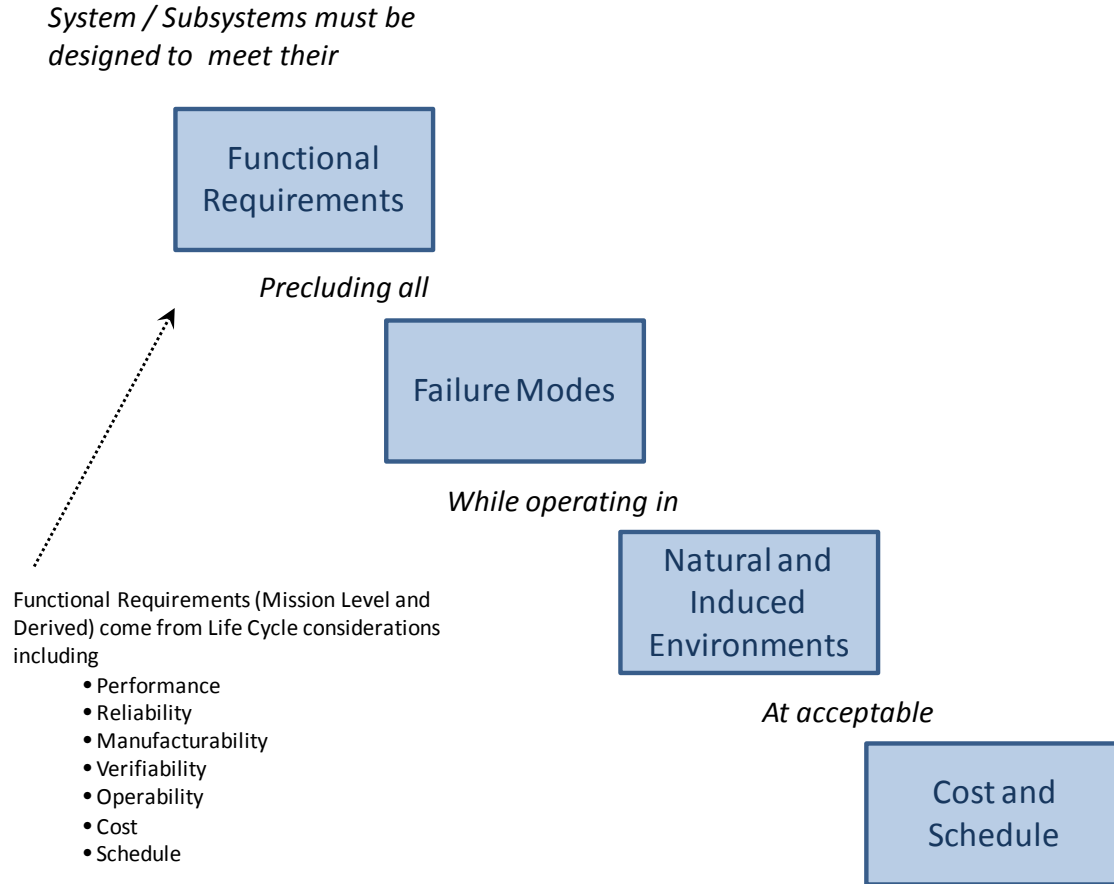 System / Subsystems must be
designed to meet their
Functional
Requirements
Precluding all
Failure Modes
While operating in
Natural and
Induced
Environments
At acceptable
Cost and
Schedule
Functional Requirements (Mission Level and
Derived) come from Life Cycle considerations
including
• Performance
• Reliability
• Manufacturability
• Verifiability
• Operability
• Cost
• Schedule